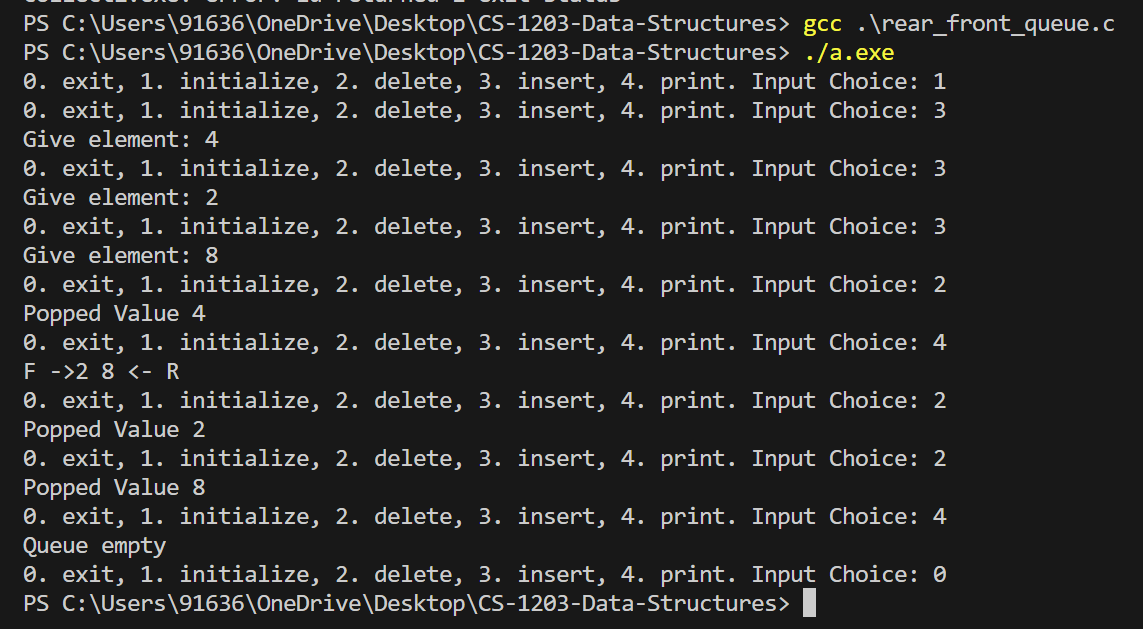 PS C:\Users\91636\OneDrive\Desktop\CS-1203-Data-Structures> gcc .\rear_front_queue.c
PS C:\Users\91636\OneDrive\Desktop\CS-1203-Data-Structures> ./a.exe
0. exit, 1. initialize, 2. delete, 3. insert, 4. print. Input Choice: 1
0. exit, 1. initialize, 2. delete, 3. insert, 4. print. Input Choice: 3
Give element: 4
0. exit, 1. initialize, 2. delete, 3. insert, 4. print. Input Choice: 3
Give element: 2
0. exit, 1. initialize, 2. delete, 3. insert, 4. print. Input Choice: 3
Give element: 8
0. exit, 1. initialize, 2. delete, 3. insert, 4. print. Input Choice: 2
Popped Value 4
0. exit, 1. initialize, 2. delete, 3. insert, 4. print. Input Choice: 4
F ->2 8 <- R
0. exit, 1. initialize, 2. delete, 3. insert, 4. print. Input Choice: 2
Popped Value 2
0. exit, 1. initialize, 2. delete, 3. insert, 4. print. Input Choice: 2
Popped Value 8
0. exit, 1. initialize, 2. delete, 3. insert, 4. print. Input Choice: 4
Queue empty
0. exit, 1. initialize, 2. delete, 3. insert, 4. print. Input Choice: 0
PS C:\Users\91636\OneDrive\Desktop\CS-1203-Data-Structures>